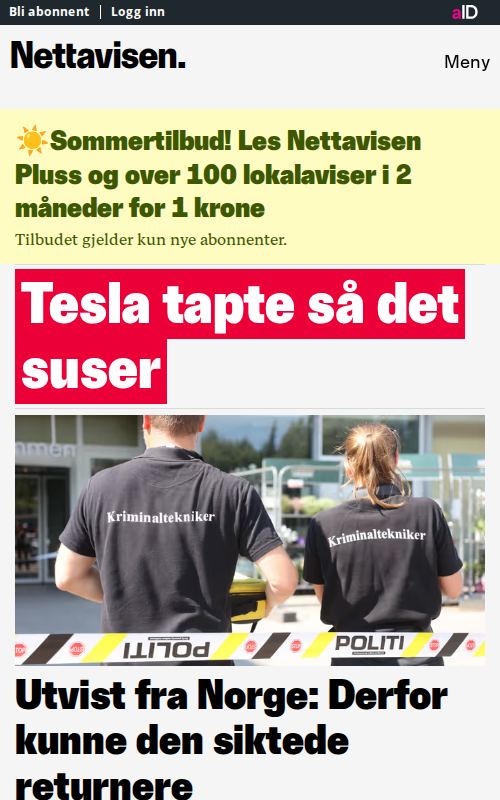 Bli abonnent | Logg inn
aID
Nettavisen.
Meny
☀️Sommertilbud! Les Nettavisen
Pluss og over 100 lokalaviser i 2
måneder for 1 krone
Tilbudet gjelder kun nye abonnenter.
Tesla tapte så det
suser
Kriminaltekniker
Kriminaltekniker
POLITI
POLITI
Utvist fra Norge: Derfor
kunne den siktede
returnere